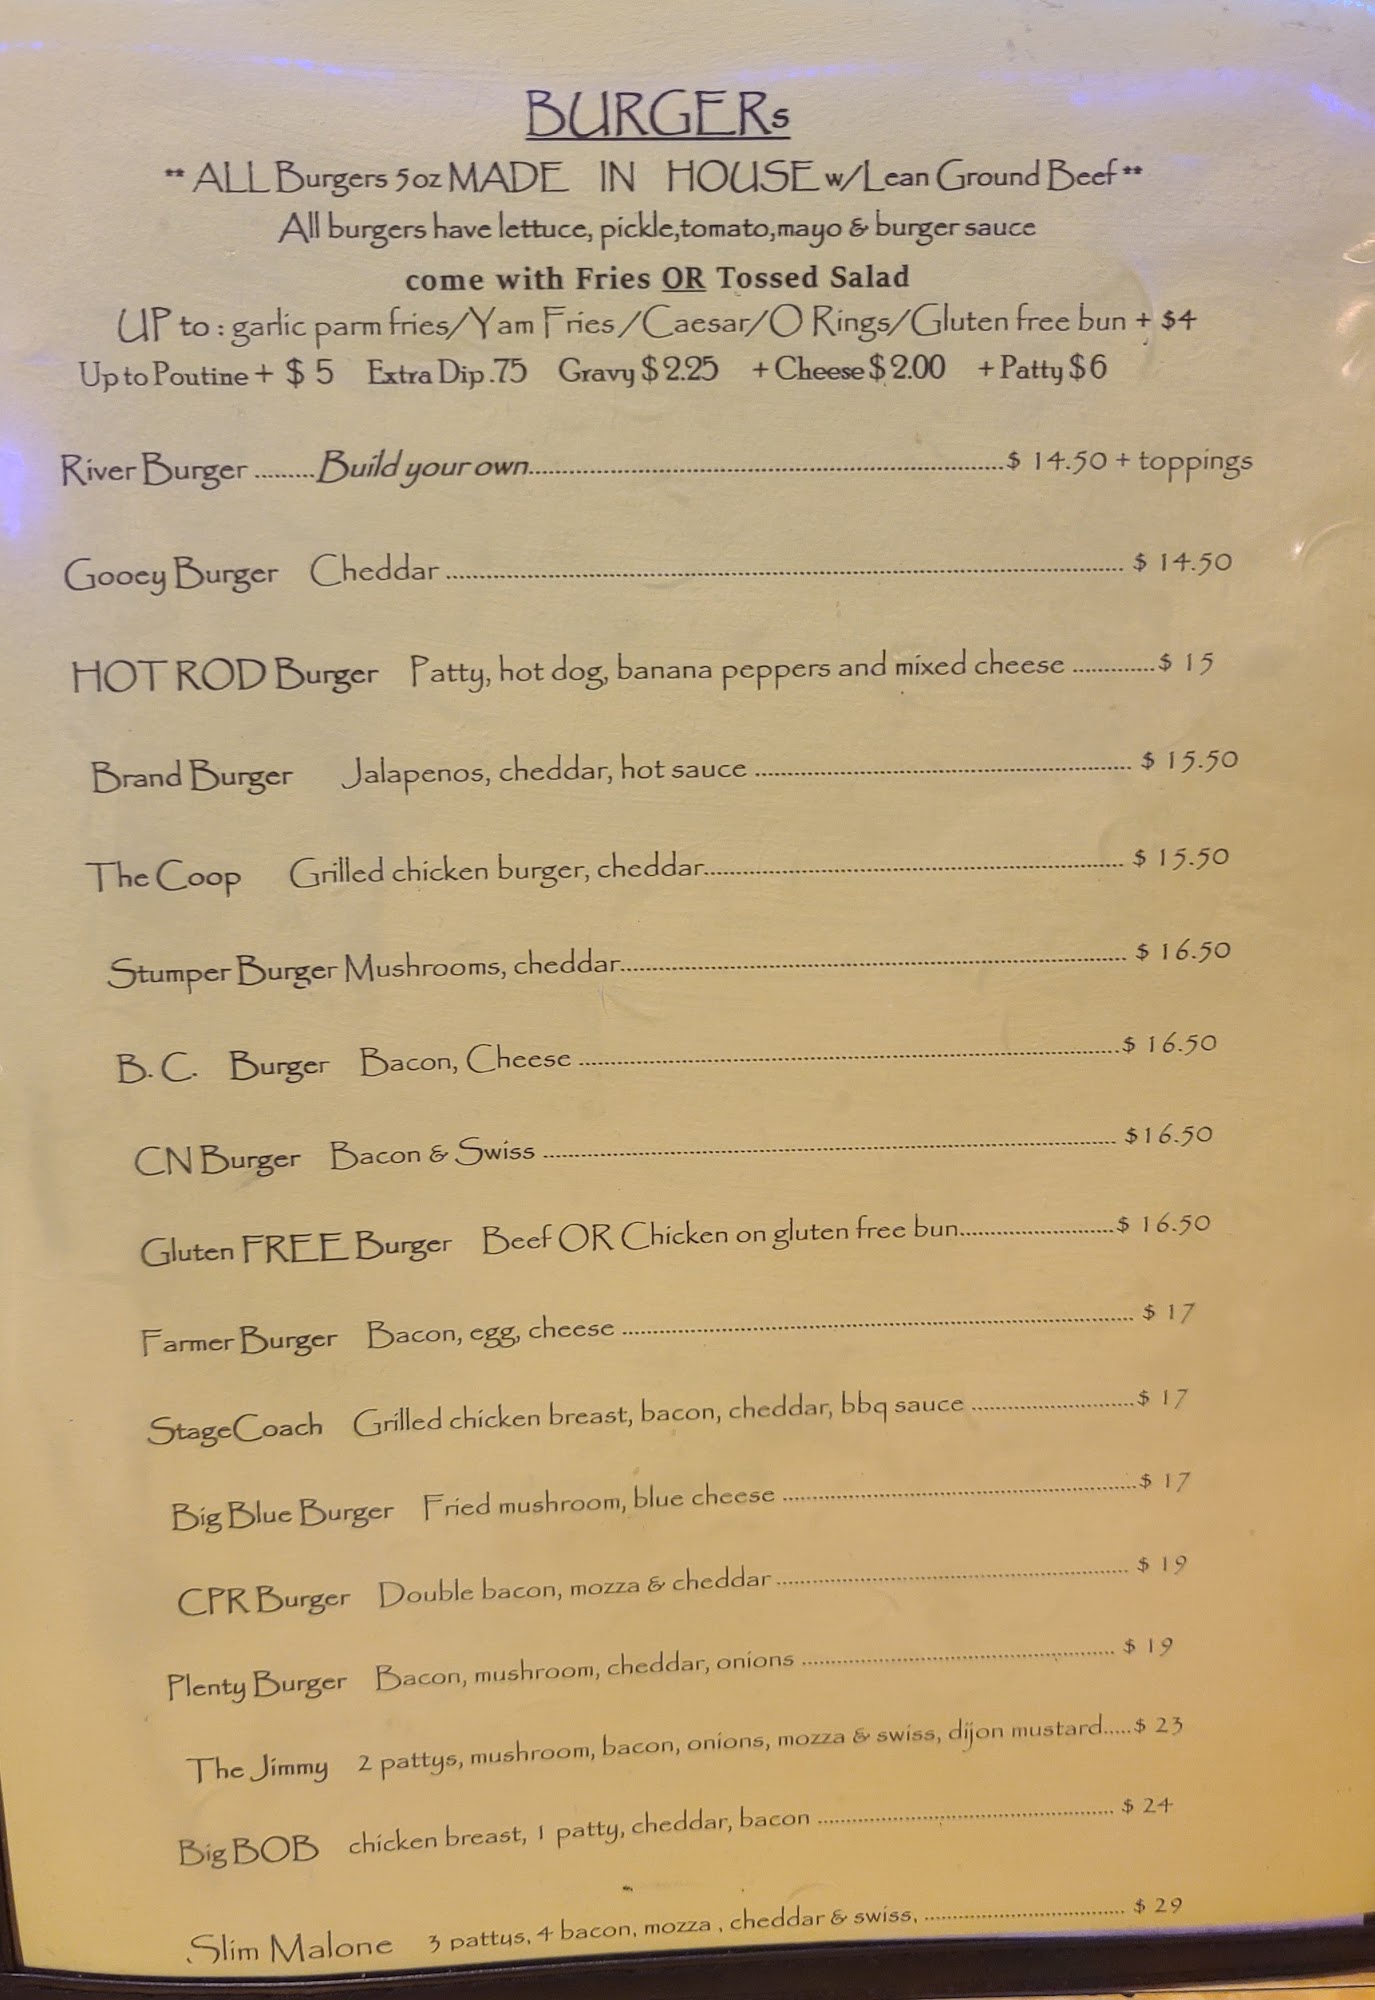 BURGERs
** ALL Burgers 5oz MADE IN HOUSE w/Lean Ground Beef **
All burgers have lettuce, pickle,tomato,mayo & burger sauce
come with Fries OR Tossed Salad
UP to : garlic parm fries/Yam Fries /Caesar/O Rings/Gluten free bun + $4
Up to Poutine + $ 5 Extra Dip .75 Gravy $ 2.25 + Cheese $ 2.00 + Patty $ 6
River Burger .........Build your own......................$ 14.50 + toppings
Gooey Burger Cheddar ...................... $ 14.50
HOT ROD Burger Patty, hot dog, banana peppers and mixed cheese .............$ 15
Brand Burger Jalapenos, cheddar, hot sauce ...................... $ 15.50
The Coop Grilled chicken burger, cheddar...................... $ 15.50
Stumper Burger Mushrooms, cheddar...................... $ 16.50
B. C. Burger Bacon, Cheese ......................$ 16.50
CN Burger Bacon & Swiss ...................... $16.50
Gluten FREE Burger Beef OR Chicken on gluten free bun......................$ 16.50
Farmer Burger Bacon, egg, cheese ...................... $ 17
StageCoach Grilled chicken breast, bacon, cheddar, bbq sauce ......................$ 17
Big Blue Burger Fried mushroom, blue cheese ......................$ 17
CPR Burger Double bacon, mozza & cheddar ...................... $ 19
Plenty Burger Bacon, mushroom, cheddar, onions ...................... $ 19
The Jimmy 2 pattys, mushroom, bacon, onions, mozza & swiss, dijon mustard.....$ 23
Big BOB chicken breast, 1 patty, cheddar, bacon ...................... $ 24
Slim Malone 3 pattys, 4 bacon, mozza , cheddar & swiss, ...................... $ 29